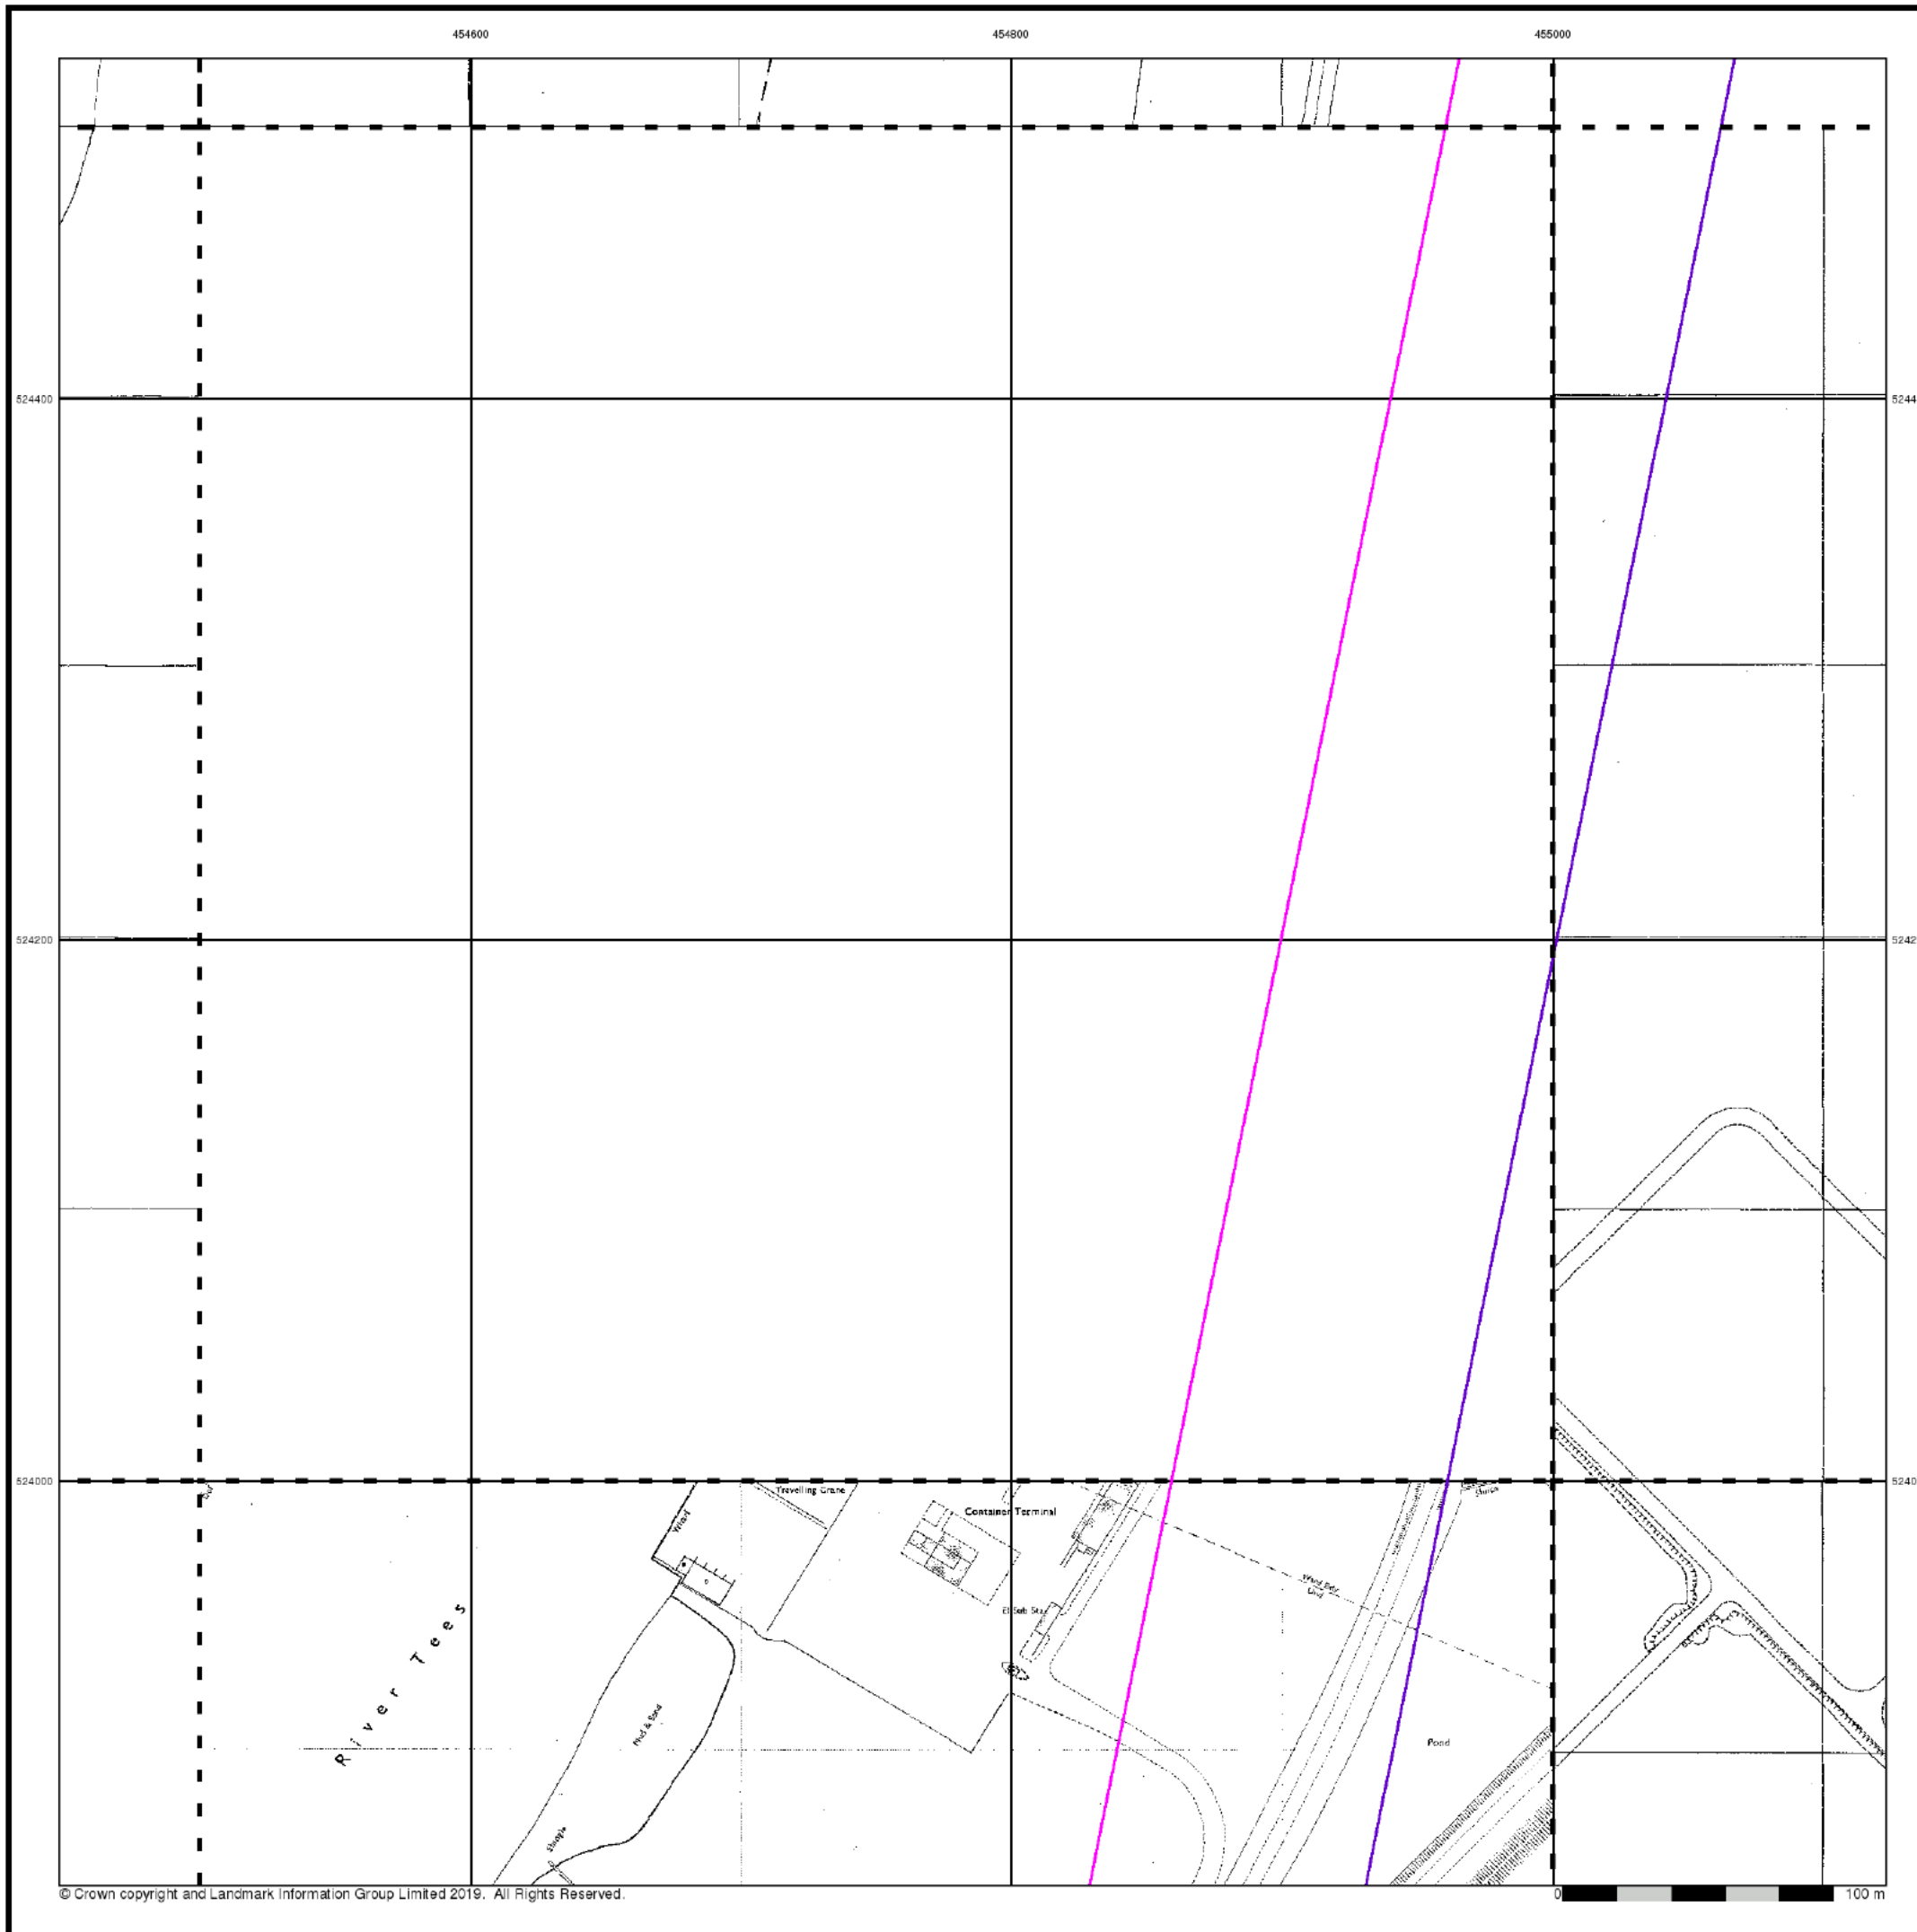 454600 454800 455000
524400 5244
524200 5242
524000 5240
Travelling Crane
Container Terminal
Wharf
El Sub Sta
River Tees
Mud & Sand
Pond
Shingle
© Crown copyright and Landmark Information Group Limited 2019. All Rights Reserved.
0 100 m